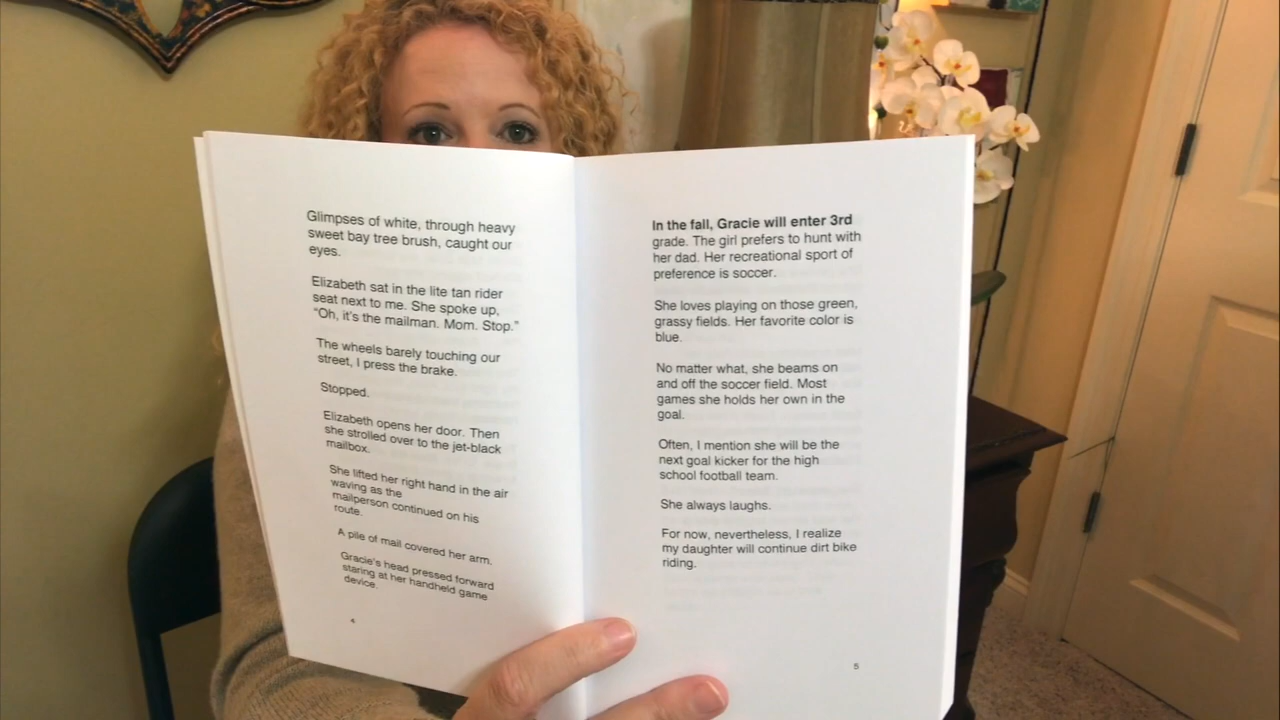 Glimpses of white, through heavy
sweet bay tree brush, caught our
eyes.
Elizabeth sat in the lite tan rider
seat next to me. She spoke up,
“Oh, it’s the mailman. Mom. Stop.”
The wheels barely touching our
street, I press the brake.
Stopped.
Elizabeth opens her door. Then
she strolled over to the jet-black
mailbox.
She lifted her right hand in the air
waving as the
mailperson continued on his
route.
A pile of mail covered her arm.
Gracie’s head pressed forward
staring at her handheld game
device.
4
In the fall, Gracie will enter 3rd
grade. The girl prefers to hunt with
her dad. Her recreational sport of
preference is soccer.
She loves playing on those green,
grassy fields. Her favorite color is
blue.
No matter what, she beams on
and off the soccer field. Most
games she holds her own in the
goal.
Often, I mention she will be the
next goal kicker for the high
school football team.
She always laughs.
For now, nevertheless, I realize
my daughter will continue dirt bike
riding.
5